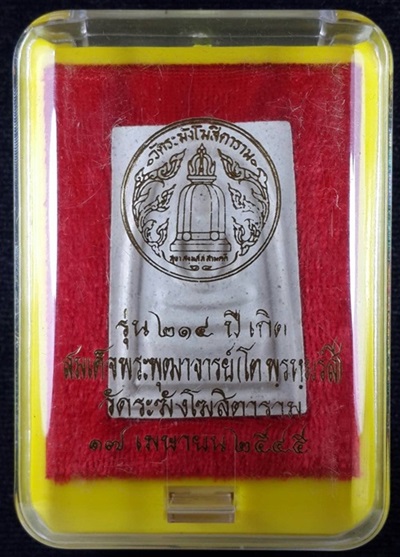 วัดระฆังโฆสิตาราม
รุ่น ๒๑๔ ปี เกิด
สมเด็จพระพุฒาจารย์(โต พรหมรังสี
วัดระฆังโฆสิตาราม
๑๗ เมษายน ๒๕๔๕